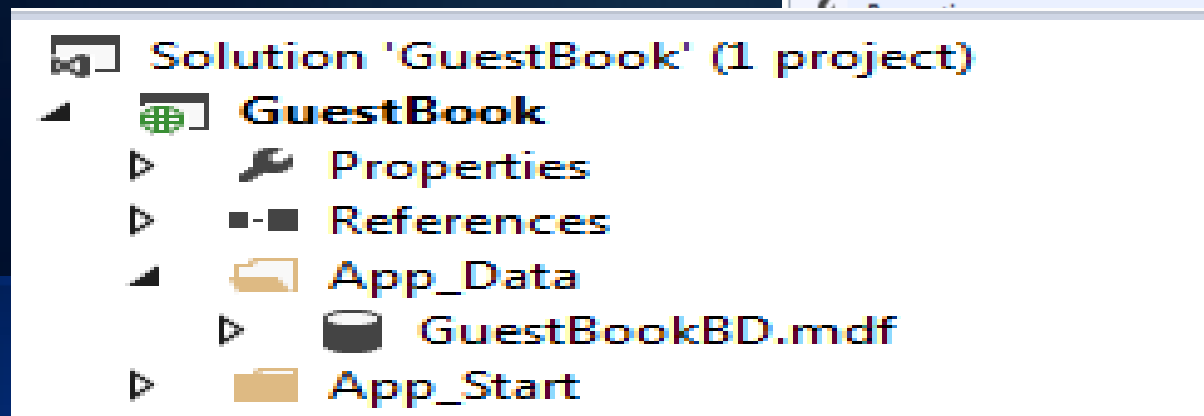 Solution 'GuestBook' (1 project)
GuestBook
Properties
References
App_Data
GuestBookBD.mdf
App_Start